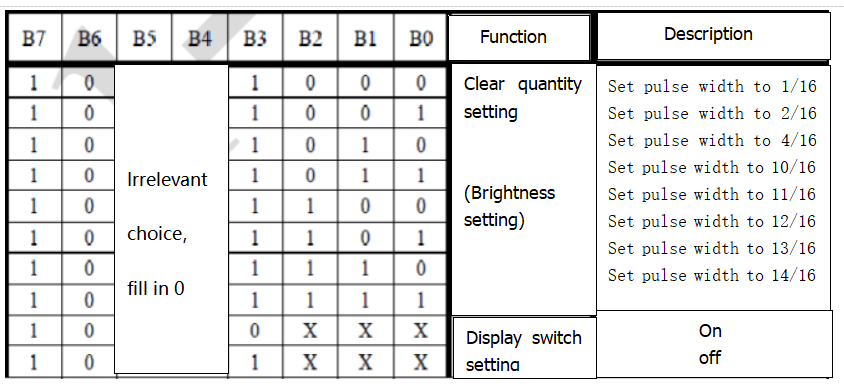 B7 B6 B5 B4 B3 B2 B1 B0 Function Description
1 0 1 0 0 0 Clear quantity Set pulse width to 1/16
1 0 1 0 0 1 setting Set pulse width to 2/16
1 0 1 0 1 0 Set pulse width to 4/16
1 0 Irrelevant 1 0 1 1 (Brightness Set pulse width to 10/16
1 0 1 1 0 0 setting) Set pulse width to 11/16
1 0 choice, 1 1 0 1 Set pulse width to 12/16
1 0 1 1 1 0 Set pulse width to 13/16
1 0 fill in 0 1 1 1 1 Set pulse width to 14/16
1 0 0 X X X Display switch On
1 0 1 X X X setting off